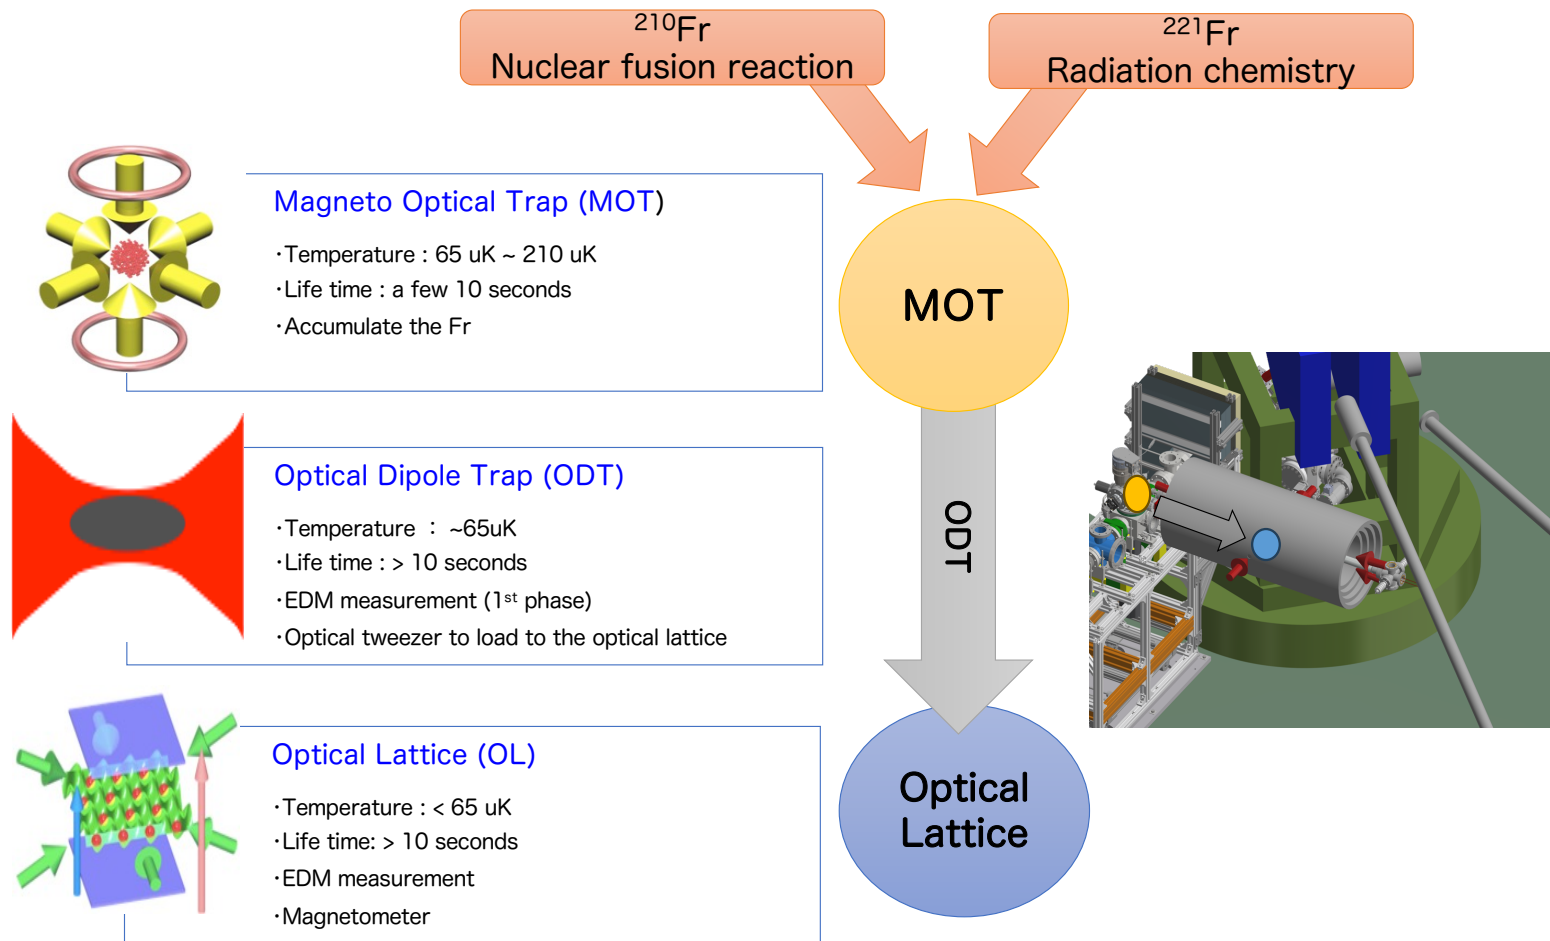 ²¹⁰Fr
Nuclear fusion reaction
²²¹Fr
Radiation chemistry
Magneto Optical Trap (MOT)
·Temperature : 65 uK ~ 210 uK
·Life time : a few 10 seconds
·Accumulate the Fr
MOT
Optical Dipole Trap (ODT)
·Temperature : ~65uK
·Life time : > 10 seconds
·EDM measurement (1st phase)
·Optical tweezer to load to the optical lattice
ODT
Optical Lattice (OL)
·Temperature : < 65 uK
·Life time: > 10 seconds
·EDM measurement
·Magnetometer
Optical
Lattice